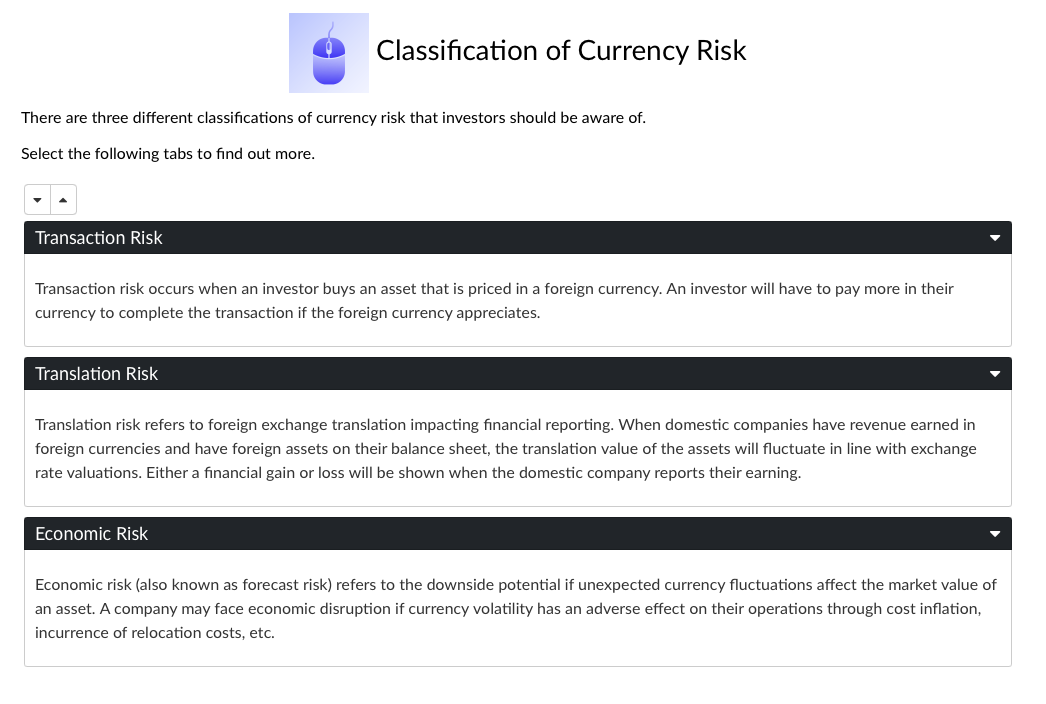 Classification of Currency Risk
There are three different classifications of currency risk that investors should be aware of.
Select the following tabs to find out more.
Transaction Risk
Transaction risk occurs when an investor buys an asset that is priced in a foreign currency. An investor will have to pay more in their
currency to complete the transaction if the foreign currency appreciates.
Translation Risk
Translation risk refers to foreign exchange translation impacting financial reporting. When domestic companies have revenue earned in
foreign currencies and have foreign assets on their balance sheet, the translation value of the assets will fluctuate in line with exchange
rate valuations. Either a financial gain or loss will be shown when the domestic company reports their earning.
Economic Risk
Economic risk (also known as forecast risk) refers to the downside potential if unexpected currency fluctuations affect the market value of
an asset. A company may face economic disruption if currency volatility has an adverse effect on their operations through cost inflation,
incurrence of relocation costs, etc.